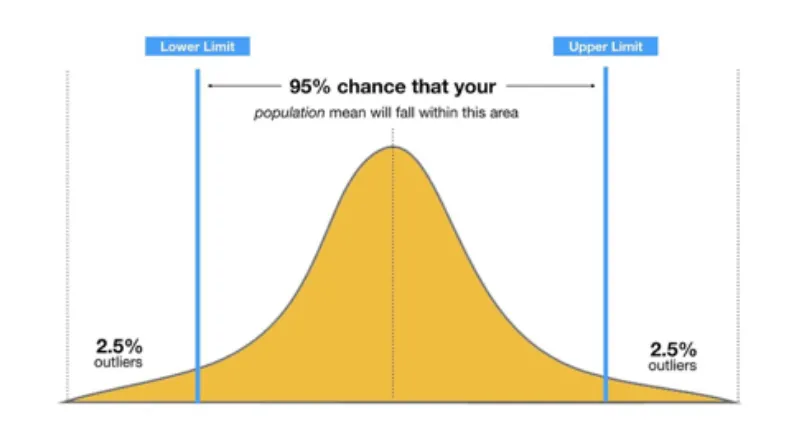 Lower Limit
Upper Limit
95% chance that your
population mean will fall within this area
2.5%
outliers
2.5%
outliers